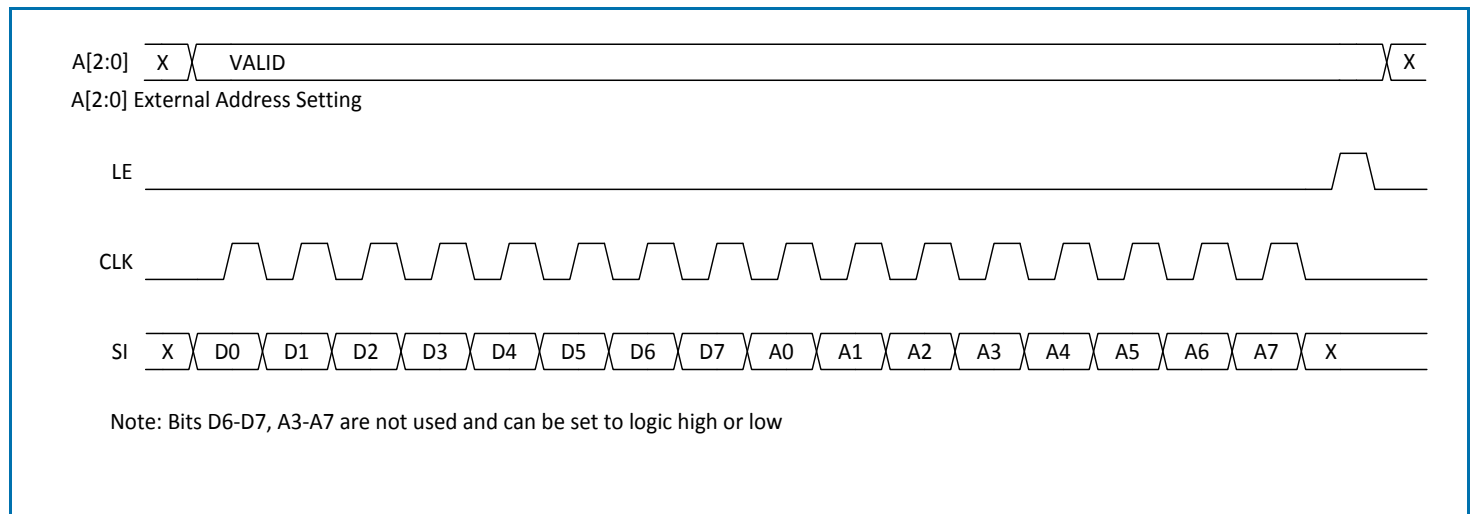 A[2:0] X VALID X
A[2:0] External Address Setting
LE
CLK
SI X D0 D1 D2 D3 D4 D5 D6 D7 A0 A1 A2 A3 A4 A5 A6 A7 X
Note: Bits D6-D7, A3-A7 are not used and can be set to logic high or low